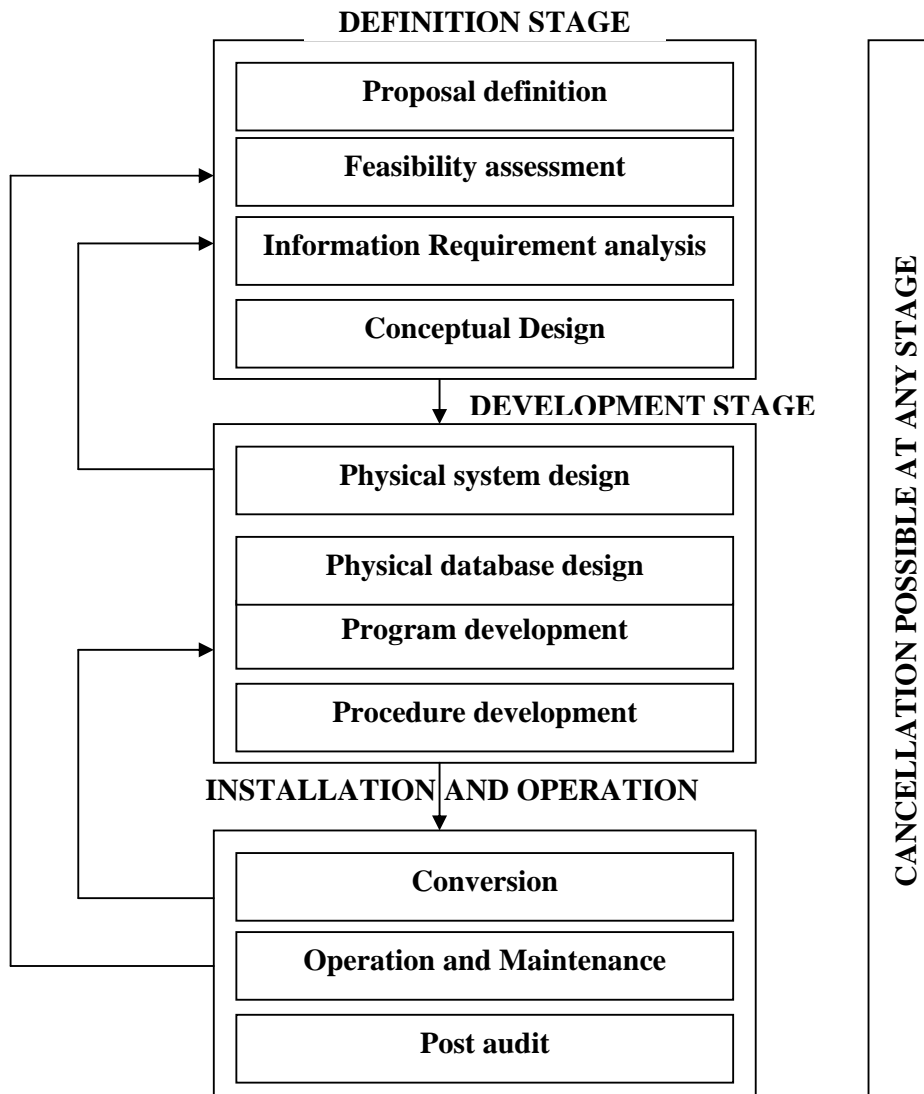 DEFINITION STAGE
Proposal definition
Feasibility assessment
Information Requirement analysis
Conceptual Design
DEVELOPMENT STAGE
Physical system design
Physical database design
Program development
Procedure development
INSTALLATION AND OPERATION
Conversion
Operation and Maintenance
Post audit
CANCELLATION POSSIBLE AT ANY STAGE